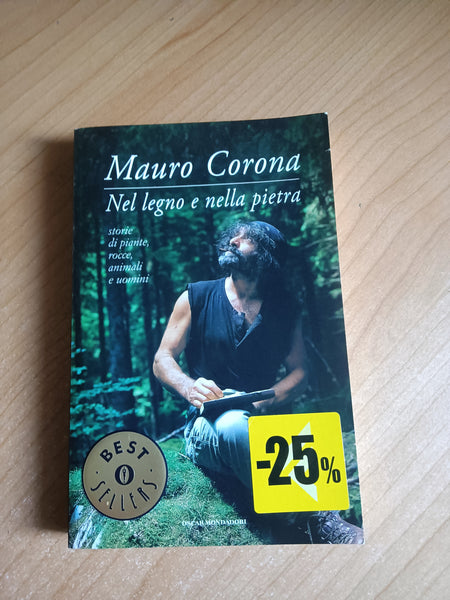 Mauro Corona
Nel legno e nella pietra
storie
di piante,
rocce,
animali
e uomini
BEST
SELLERS
-25%
OSCAR MONDADORI